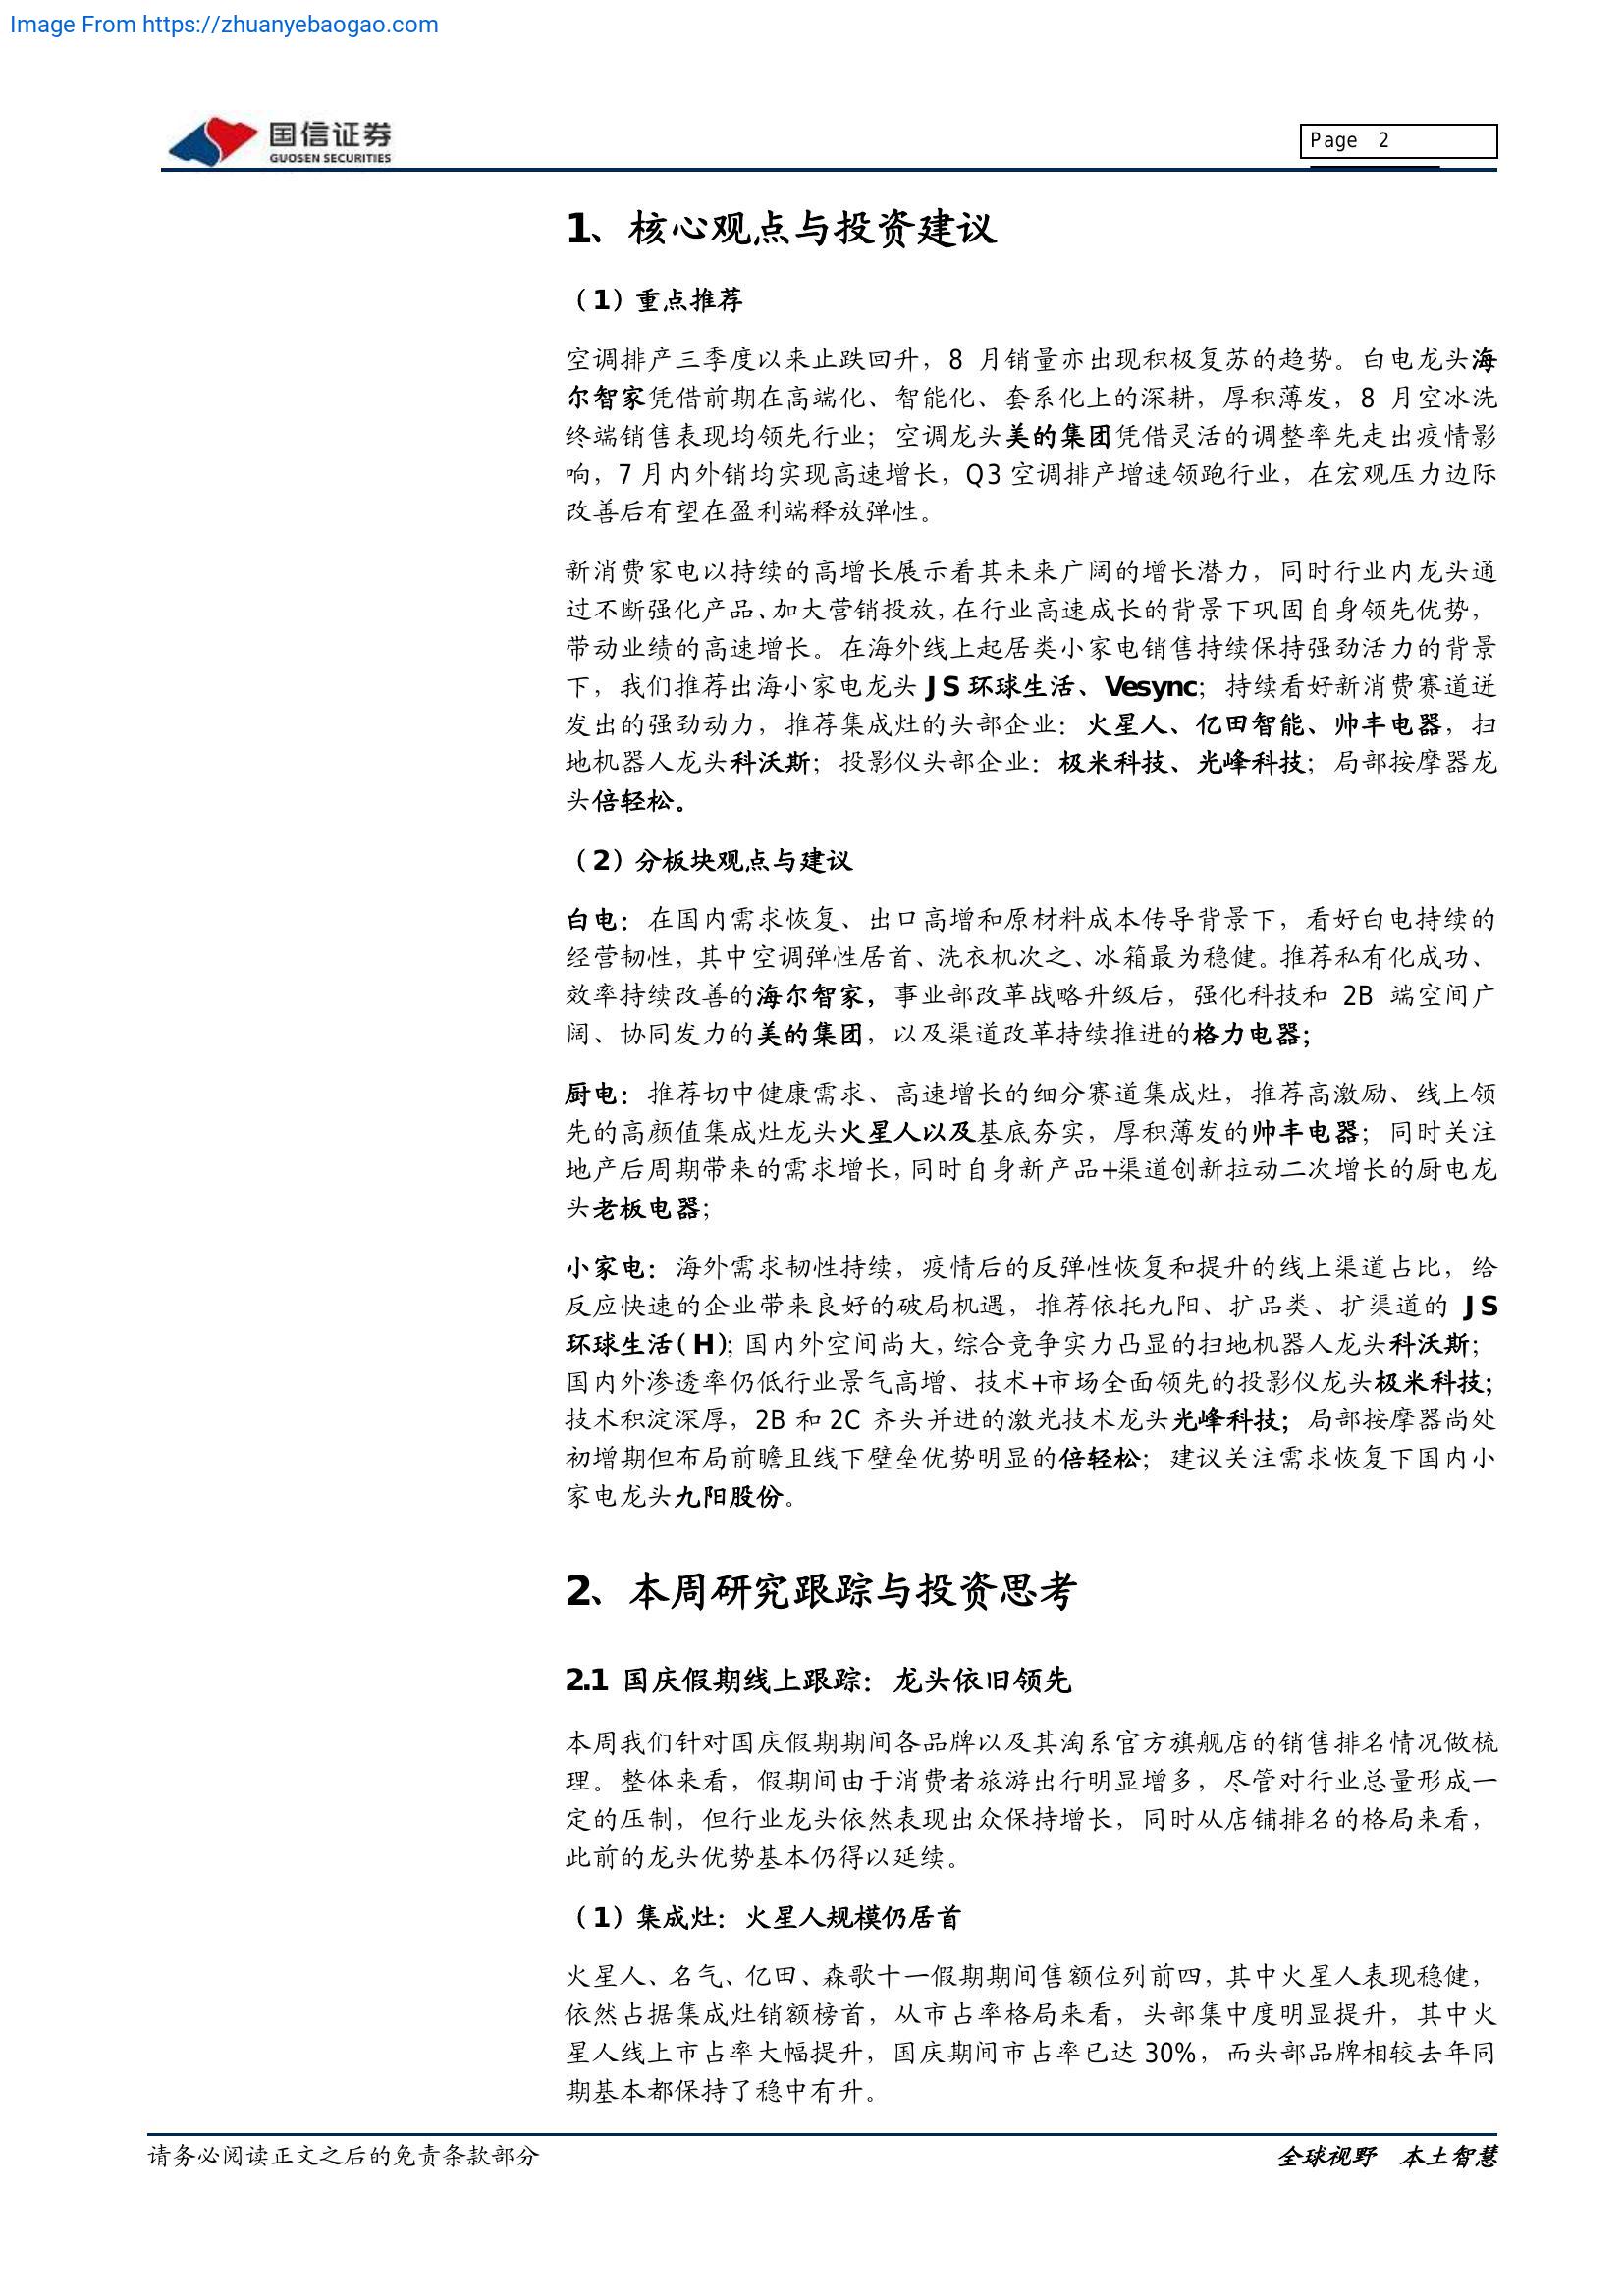 Image From https://zhuanyebaogao.com
国信证券
GUOSEN SECURITIES
Page 2
1、核心观点与投资建议
（1）重点推荐
空调排产三季度以来止跌回升，8 月销量亦出现积极复苏的趋势。白电龙头海
尔智家凭借前期在高端化、智能化、套系化上的深耕，厚积薄发，8 月空冰洗
终端销售表现均领先行业；空调龙头美的集团凭借灵活的调整率先走出疫情影
响，7 月内外销均实现高速增长，Q3 空调排产增速领跑行业，在宏观压力边际
改善后有望在盈利端释放弹性。
新消费家电以持续的高增长展示着其未来广阔的增长潜力，同时行业内龙头通
过不断强化产品、加大营销投放，在行业高速成长的背景下巩固自身领先优势，
带动业绩的高速增长。在海外线上起居类小家电销售持续保持强劲活力的背景
下，我们推荐出海小家电龙头 JS 环球生活、Vesync；持续看好新消费赛道迸
发出的强劲动力，推荐集成灶的头部企业：火星人、亿田智能、帅丰电器，扫
地机器人龙头科沃斯；投影仪头部企业：极米科技、光峰科技；局部按摩器龙
头倍轻松。
（2）分板块观点与建议
白电：在国内需求恢复、出口高增和原材料成本传导背景下，看好白电持续的
经营韧性，其中空调弹性居首、洗衣机次之、冰箱最为稳健。推荐私有化成功、
效率持续改善的海尔智家，事业部改革战略升级后，强化科技和 2B 端空间广
阔、协同发力的美的集团，以及渠道改革持续推进的格力电器；
厨电：推荐切中健康需求、高速增长的细分赛道集成灶，推荐高激励、线上领
先的高颜值集成灶龙头火星人以及基底夯实，厚积薄发的帅丰电器；同时关注
地产后周期带来的需求增长，同时自身新产品+渠道创新拉动二次增长的厨电龙
头老板电器；
小家电：海外需求韧性持续，疫情后的反弹性恢复和提升的线上渠道占比，给
反应快速的企业带来良好的破局机遇，推荐依托九阳、扩品类、扩渠道的 JS
环球生活(H)；国内外空间尚大，综合竞争实力凸显的扫地机器人龙头科沃斯；
国内外渗透率仍低行业景气高增、技术+市场全面领先的投影仪龙头极米科技；
技术积淀深厚，2B 和 2C 齐头并进的激光技术龙头光峰科技；局部按摩器尚处
初增期但布局前瞻且线下壁垒优势明显的倍轻松；建议关注需求恢复下国内小
家电龙头九阳股份。
2、本周研究跟踪与投资思考
2.1 国庆假期线上跟踪：龙头依旧领先
本周我们针对国庆假期期间各品牌以及其淘系官方旗舰店的销售排名情况做梳
理。整体来看，假期间由于消费者旅游出行明显增多，尽管对行业总量形成一
定的压制，但行业龙头依然表现出众保持增长，同时从店铺排名的格局来看，
此前的龙头优势基本仍得以延续。
（1）集成灶：火星人规模仍居首
火星人、名气、亿田、森歌十一假期期间售额位列前四，其中火星人表现稳健，
依然占据集成灶销额榜首，从市占率格局来看，头部集中度明显提升，其中火
星人线上市占率大幅提升，国庆期间市占率已达 30%，而头部品牌相较去年同
期基本都保持了稳中有升。
请务必阅读正文之后的免责条款部分
全球视野 本土智慧